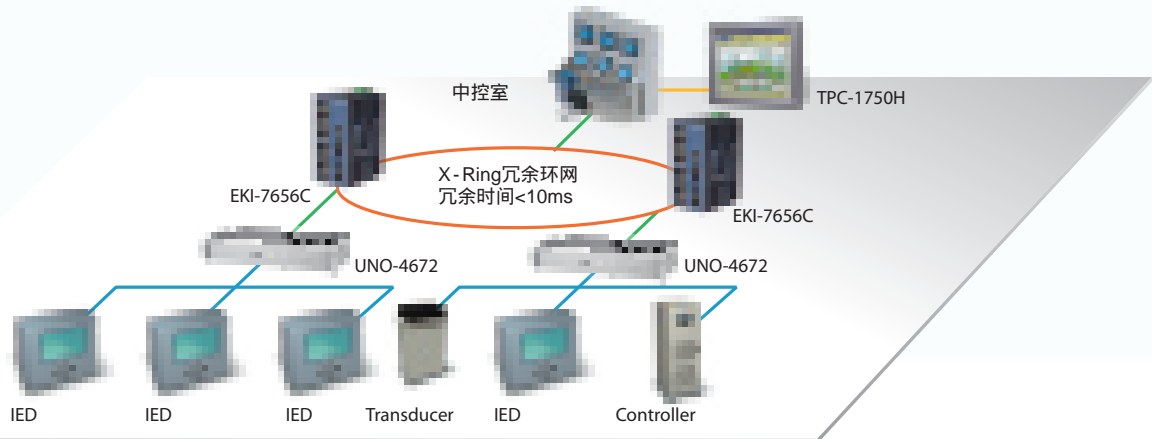 中控室
TPC-1750H
X-Ring冗余环网
冗余时间<10ms
EKI-7656C
EKI-7656C
UNO-4672
UNO-4672
IED
IED
IED
Transducer
IED
Controller